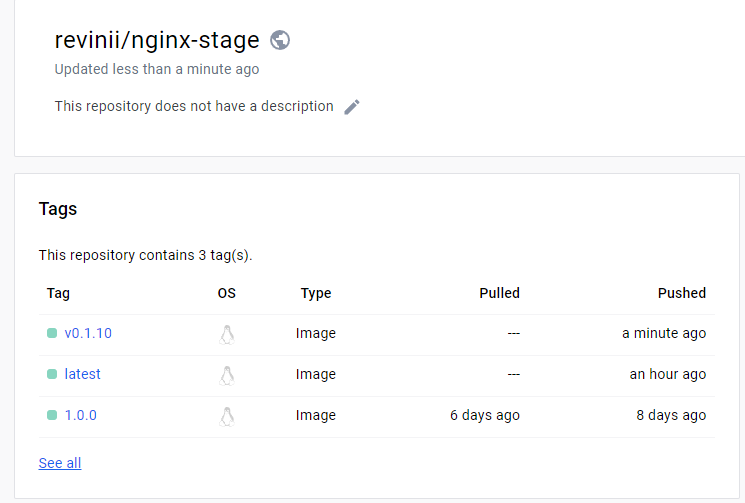 revinii/nginx-stage
Updated less than a minute ago
This repository does not have a description
Tags
This repository contains 3 tag(s).
Tag OS Type Pulled Pushed
v0.1.10 Image --- a minute ago
latest Image --- an hour ago
1.0.0 Image 6 days ago 8 days ago
See all